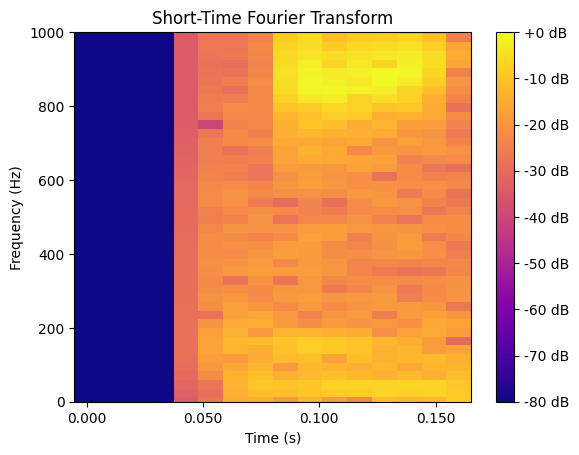 Short-Time Fourier Transform
Frequency (Hz)
1000
800
600
400
200
0
0.000
0.050
0.100
0.150
Time (s)
+0 dB
-10 dB
-20 dB
-30 dB
-40 dB
-50 dB
-60 dB
-70 dB
-80 dB